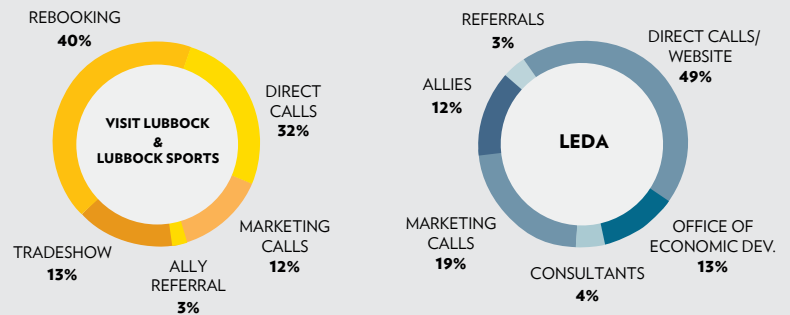 REBOOKING
40%
DIRECT
CALLS
32%
VISIT LUBBOCK
&
LUBBOCK SPORTS
MARKETING
CALLS
12%
ALLY
REFERRAL
3%
TRADESHOW
13%
REFERRALS
3%
DIRECT CALLS/
WEBSITE
49%
ALLIES
12%
LEDA
MARKETING
CALLS
19%
CONSULTANTS
4%
OFFICE OF
ECONOMIC DEV.
13%